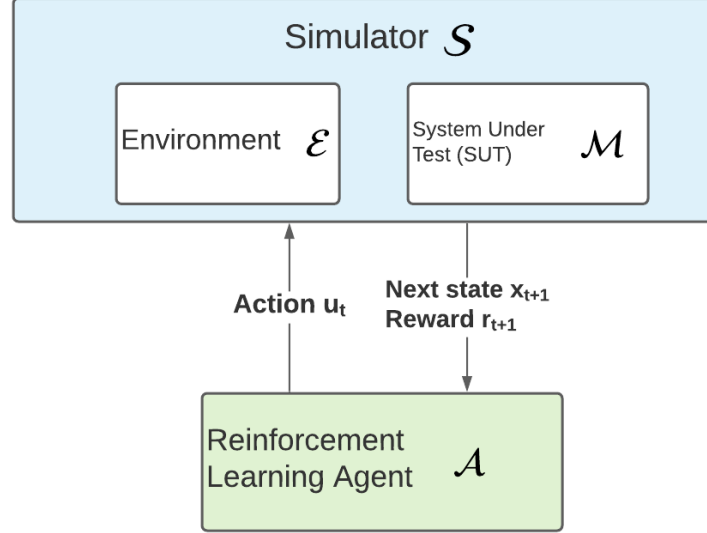 Simulator 𝒮
Environment ℰ
System Under
Test (SUT) ℳ
Action uₜ
Next state xₜ₊₁
Reward rₜ₊₁
Reinforcement
Learning Agent 𝒜